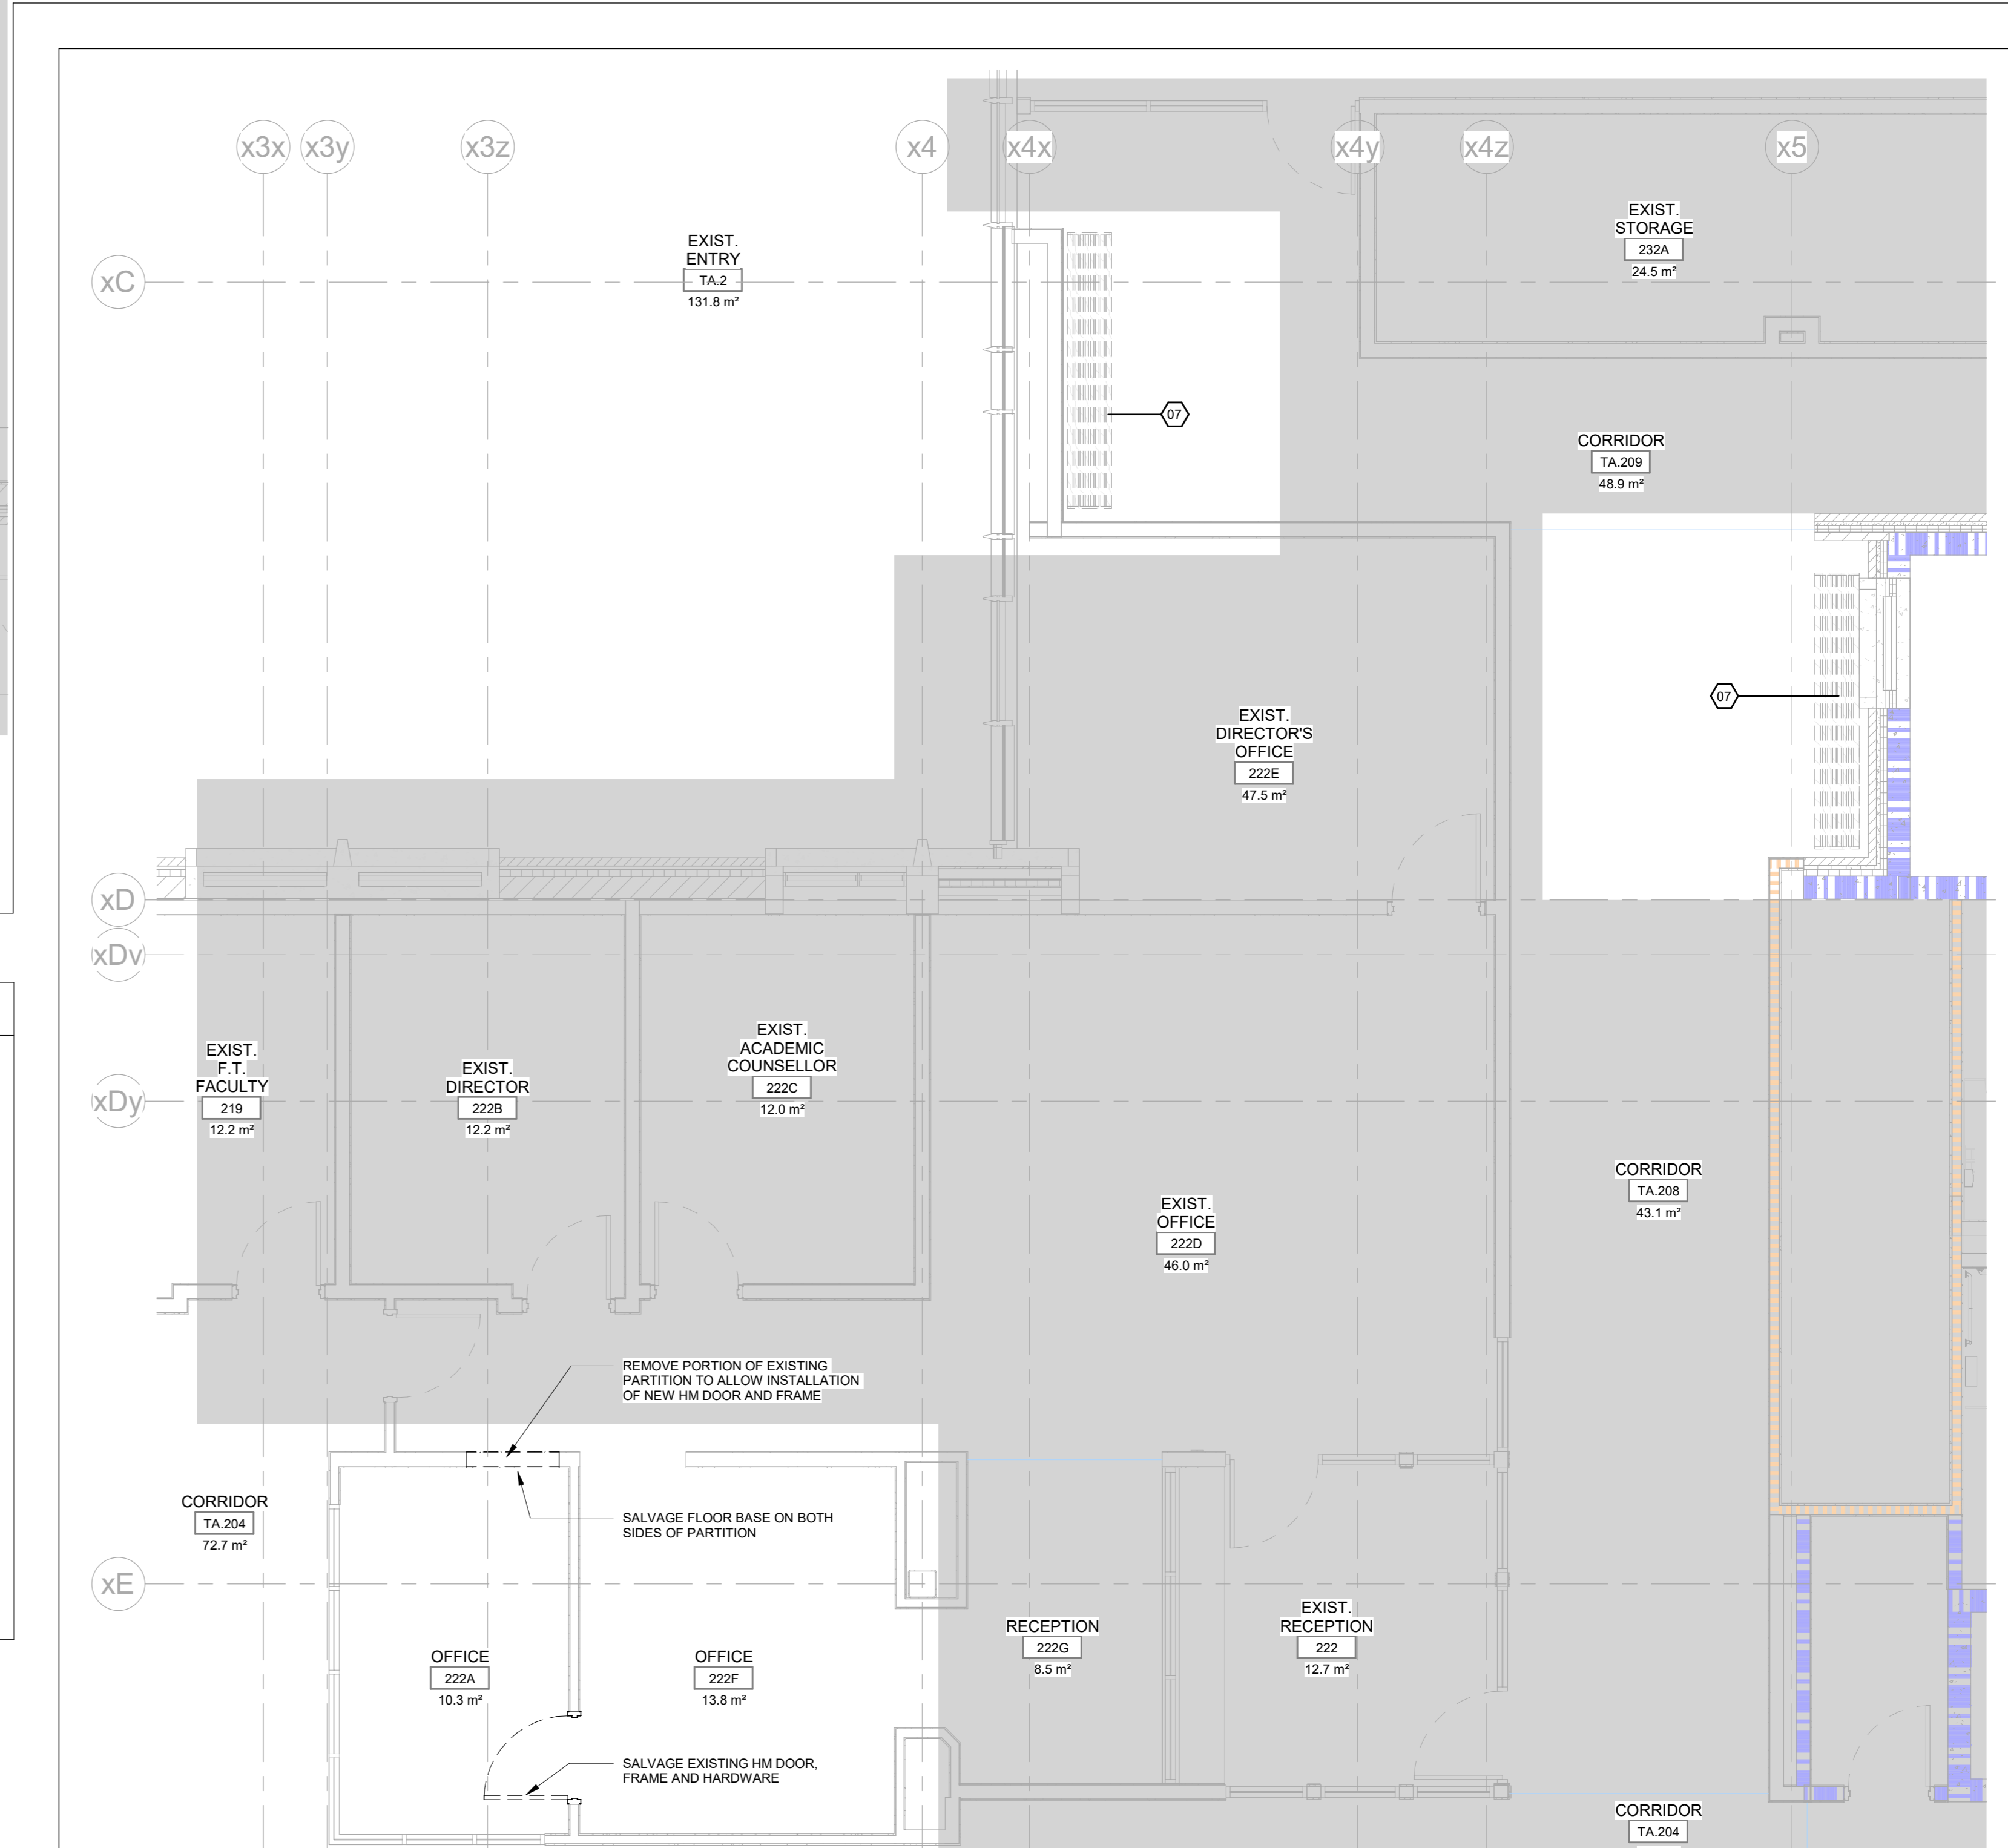 x3x x3y x3z x4 x4x x4y x4z x5
EXIST.
STORAGE
232A
24.5 m²
EXIST.
ENTRY
TA.2
131.8 m²
xC
07
CORRIDOR
TA.209
48.9 m²
07
EXIST.
DIRECTOR'S
OFFICE
222E
47.5 m²
xD
xDv
EXIST.
F.T.
FACULTY
219
12.2 m²
EXIST.
DIRECTOR
222B
12.2 m²
EXIST.
ACADEMIC
COUNSELLOR
222C
12.0 m²
xDy
CORRIDOR
TA.208
43.1 m²
EXIST.
OFFICE
222D
46.0 m²
REMOVE PORTION OF EXISTING
PARTITION TO ALLOW INSTALLATION
OF NEW HM DOOR AND FRAME
CORRIDOR
TA.204
72.7 m²
SALVAGE FLOOR BASE ON BOTH
SIDES OF PARTITION
xE
OFFICE
222A
10.3 m²
OFFICE
222F
13.8 m²
RECEPTION
222G
8.5 m²
EXIST.
RECEPTION
222
12.7 m²
SALVAGE EXISTING HM DOOR,
FRAME AND HARDWARE
CORRIDOR
TA.204